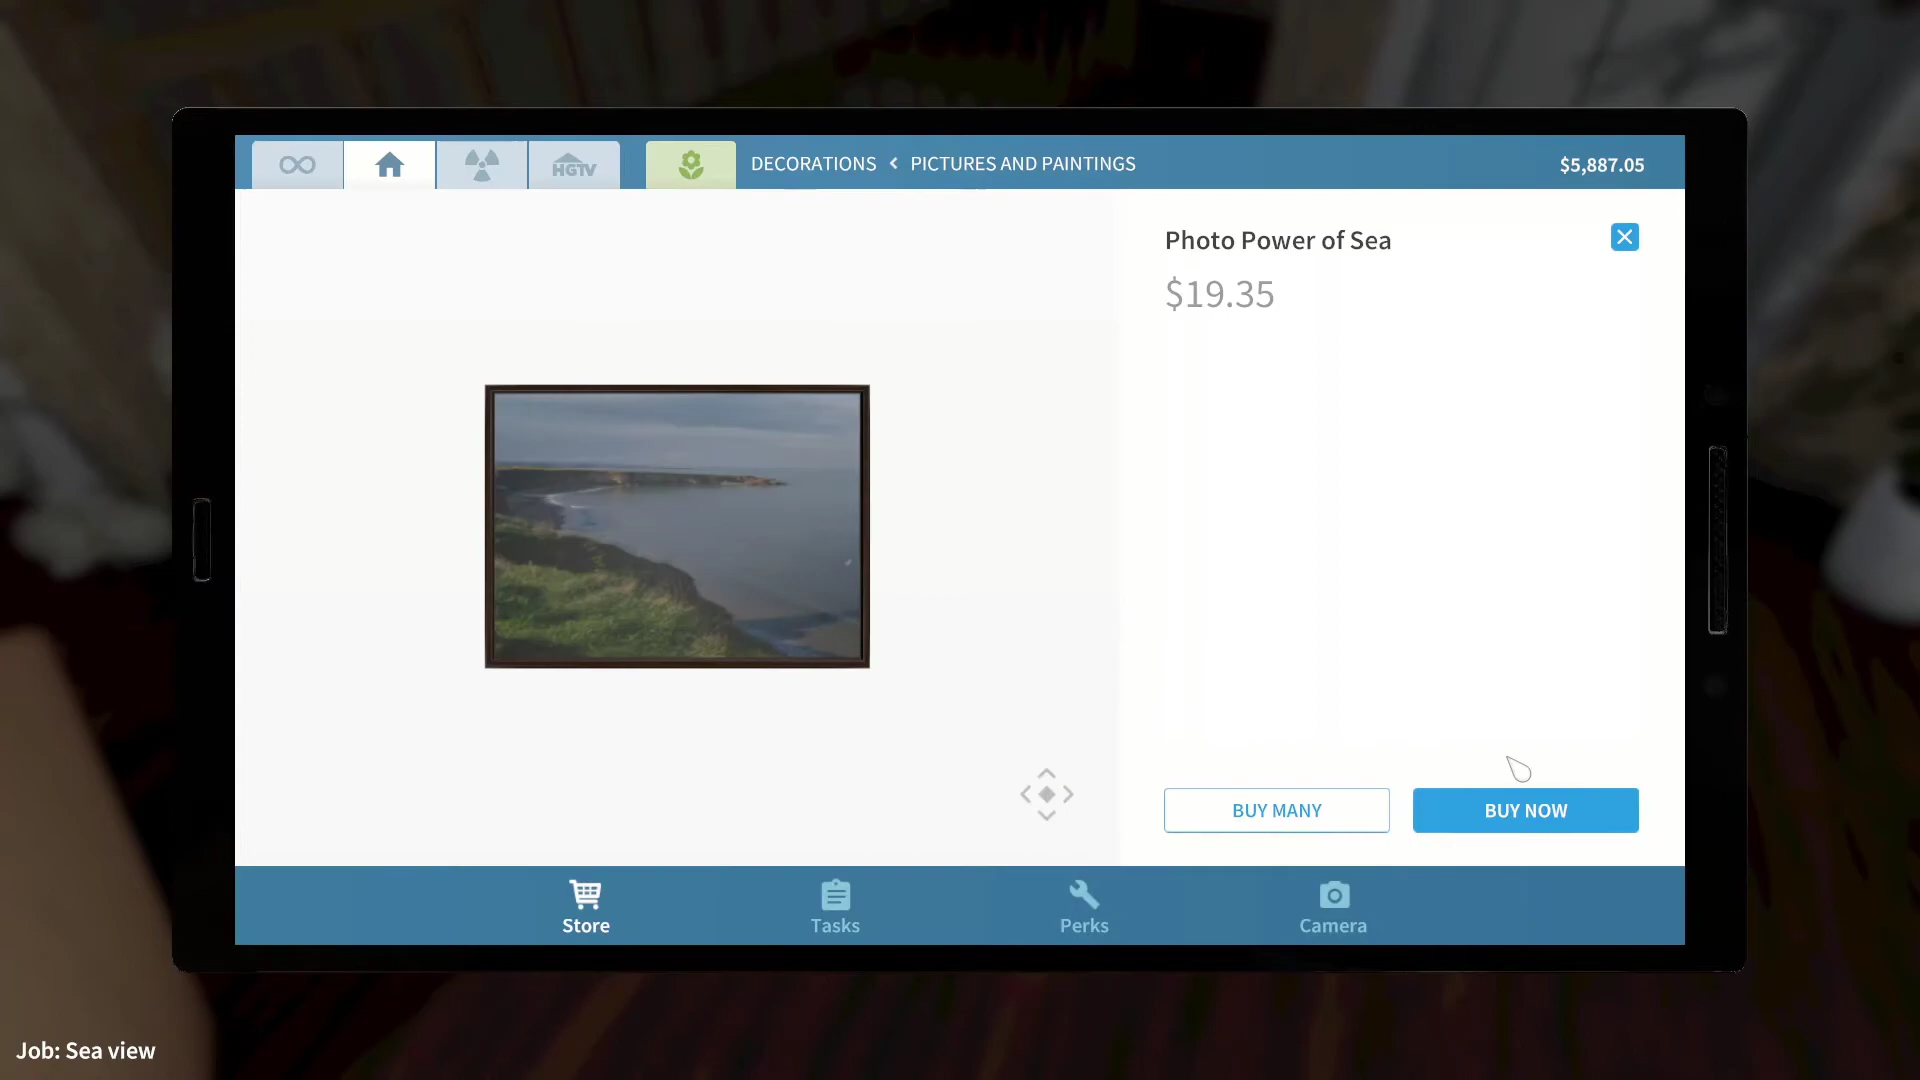 HGTV
DECORATIONS < PICTURES AND PAINTINGS
$5,887.05
Photo Power of Sea
$19.35
BUY MANY
BUY NOW
Store
Tasks
Perks
Camera
Job: Sea view